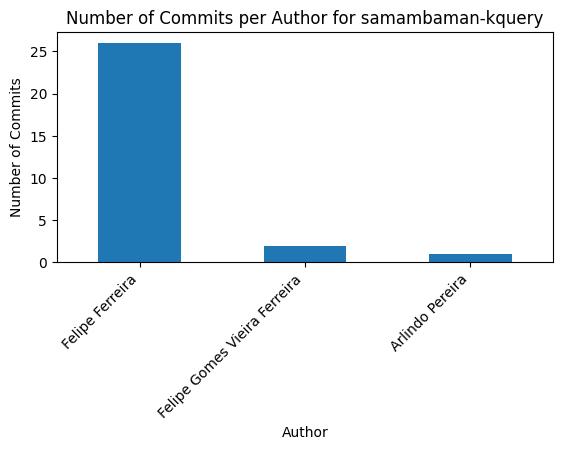 Number of Commits per Author for samambaman-kquery
Number of Commits
25
20
15
10
5
0
Felipe Ferreira
Felipe Gomes Vieira Ferreira
Arlindo Pereira
Author